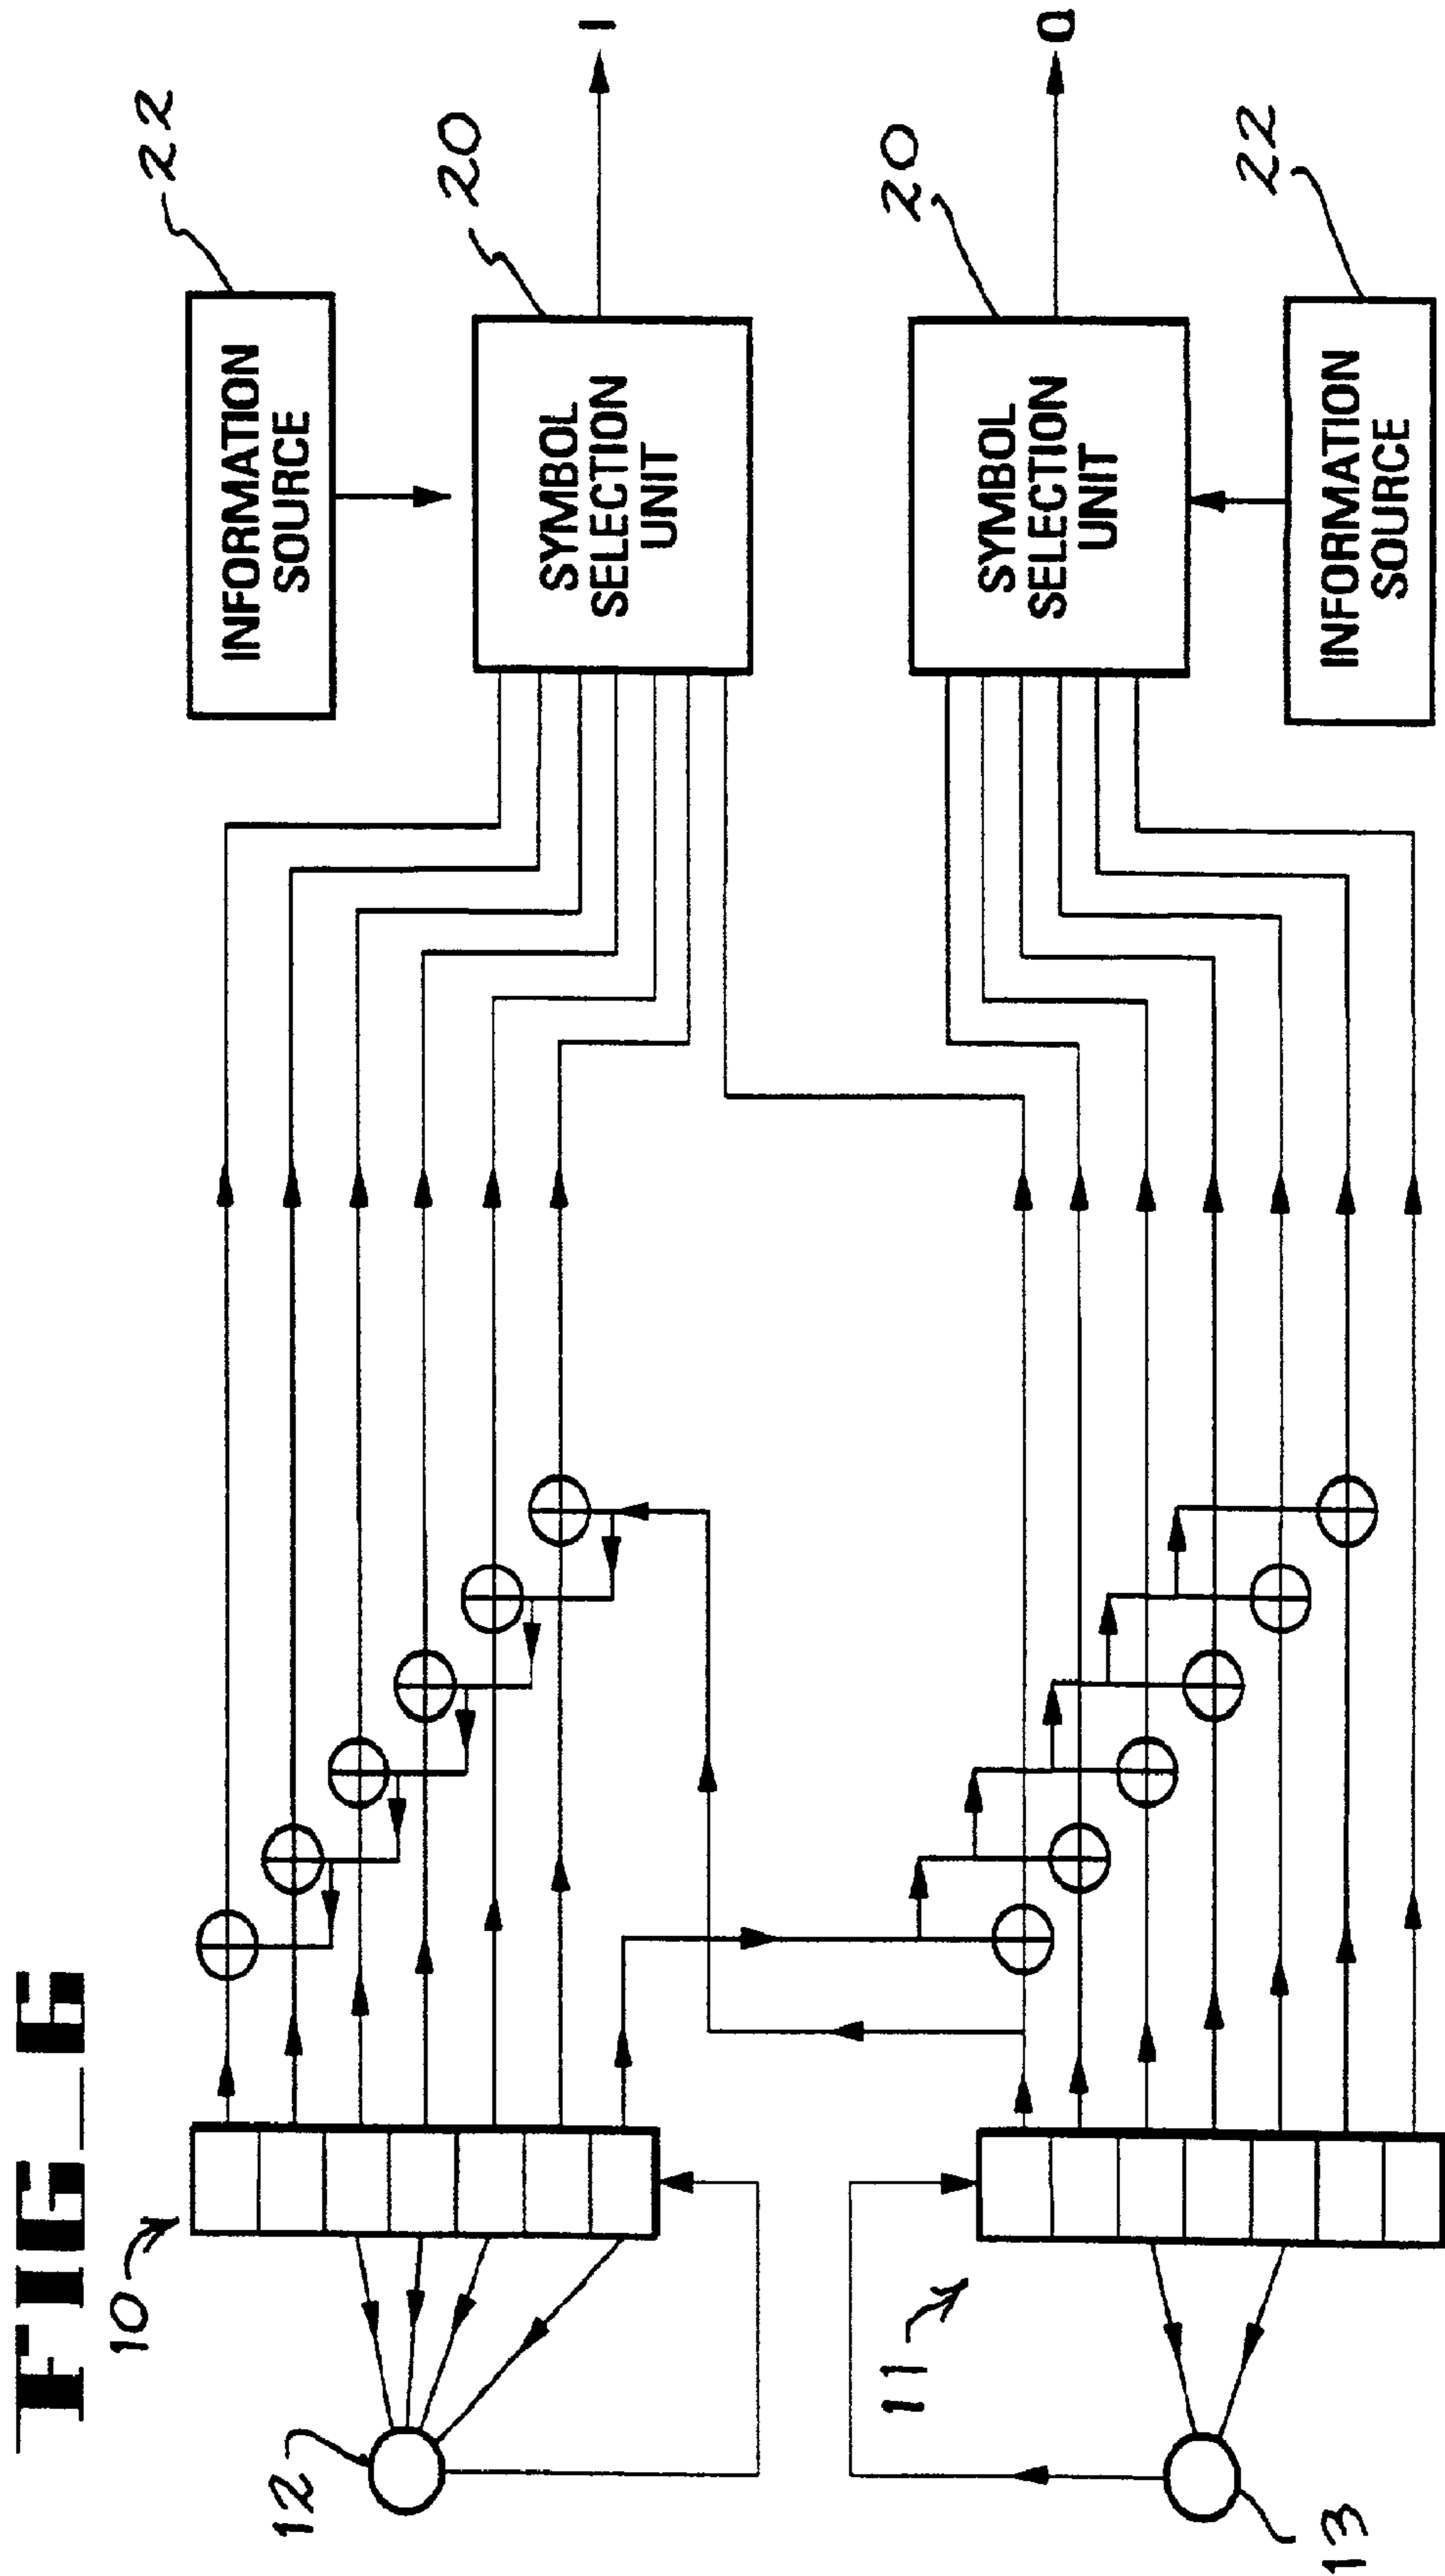 FIG_6
10
12
11
13
INFORMATION
SOURCE
22
SYMBOL
SELECTION
UNIT
20
I
SYMBOL
SELECTION
UNIT
20
Q
INFORMATION
SOURCE
22